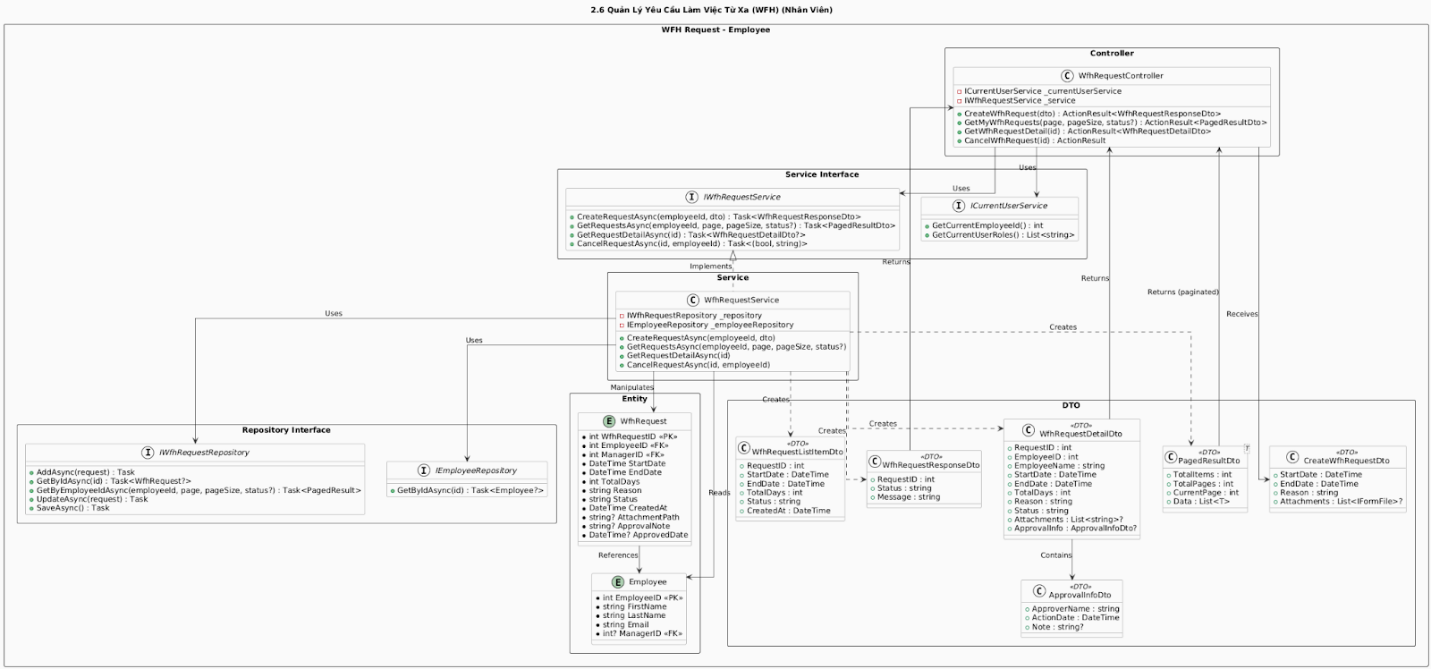 2.6 Quản Lý Yêu Cầu Làm Việc Từ Xa (WFH) (Nhân Viên)
WFH Request - Employee
Controller
C WfhRequestController
ICurrentUserService _currentUserService
IWfhRequestService _service
CreateWfhRequest(dto) : ActionResult<WfhRequestResponseDto>
GetMyWfhRequests(page, pageSize, status?) : ActionResult<PagedResultDto>
GetWfhRequestDetail(id) : ActionResult<WfhRequestDetailDto>
CancelWfhRequest(id) : ActionResult
Uses
Uses
Service Interface
I IWfhRequestService
CreateRequestAsync(employeeId, dto) : Task<WfhRequestResponseDto>
GetRequestsAsync(employeeId, page, pageSize, status?) : Task<PagedResultDto>
GetRequestDetailAsync(id) : Task<WfhRequestDetailDto?>
CancelRequestAsync(id, employeeId) : Task<(bool, string)>
I ICurrentUserService
GetCurrentEmployeeId() : int
GetCurrentUserRoles() : List<string>
Implements
Returns
Returns
Returns (paginated)
Receives
Service
C WfhRequestService
IWfhRequestRepository _repository
IEmployeeRepository _employeeRepository
CreateRequestAsync(employeeId, dto)
GetRequestsAsync(employeeId, page, pageSize, status?)
GetRequestDetailAsync(id)
CancelRequestAsync(id, employeeId)
Uses
Uses
Creates
Manipulates
Creates
Creates
Creates
Reads
Repository Interface
I IWfhRequestRepository
AddAsync(request) : Task
GetByIdAsync(id) : Task<WfhRequest?>
GetByEmployeeIdAsync(employeeId, page, pageSize, status?) : Task<PagedResult>
UpdateAsync(request) : Task
SaveAsync() : Task
I IEmployeeRepository
GetByIdAsync(id) : Task<Employee?>
Entity
E WfhRequest
int WfhRequestID «PK»
int EmployeeID «FK»
int ManagerID «FK»
DateTime StartDate
DateTime EndDate
int TotalDays
string Reason
string Status
DateTime CreatedAt
string? AttachmentPath
string? ApprovalNote
DateTime? ApprovedDate
References
E Employee
int EmployeeID «PK»
string FirstName
string LastName
string Email
int? ManagerID «FK»
DTO
«DTO»
C WfhRequestListItemDto
RequestID : int
StartDate : DateTime
EndDate : DateTime
TotalDays : int
Status : string
CreatedAt : DateTime
«DTO»
C WfhRequestResponseDto
RequestID : int
Status : string
Message : string
«DTO»
C WfhRequestDetailDto
RequestID : int
EmployeeID : int
EmployeeName : string
StartDate : DateTime
EndDate : DateTime
TotalDays : int
Reason : string
Status : string
Attachments : List<string>?
ApprovalInfo : ApprovalInfoDto?
«DTO»
C PagedResultDto
T
TotalItems : int
TotalPages : int
CurrentPage : int
Data : List<T>
«DTO»
C CreateWfhRequestDto
StartDate : DateTime
EndDate : DateTime
Reason : string
Attachments : List<IFormFile>?
Contains
«DTO»
C ApprovalInfoDto
ApproverName : string
ActionDate : DateTime
Note : string?